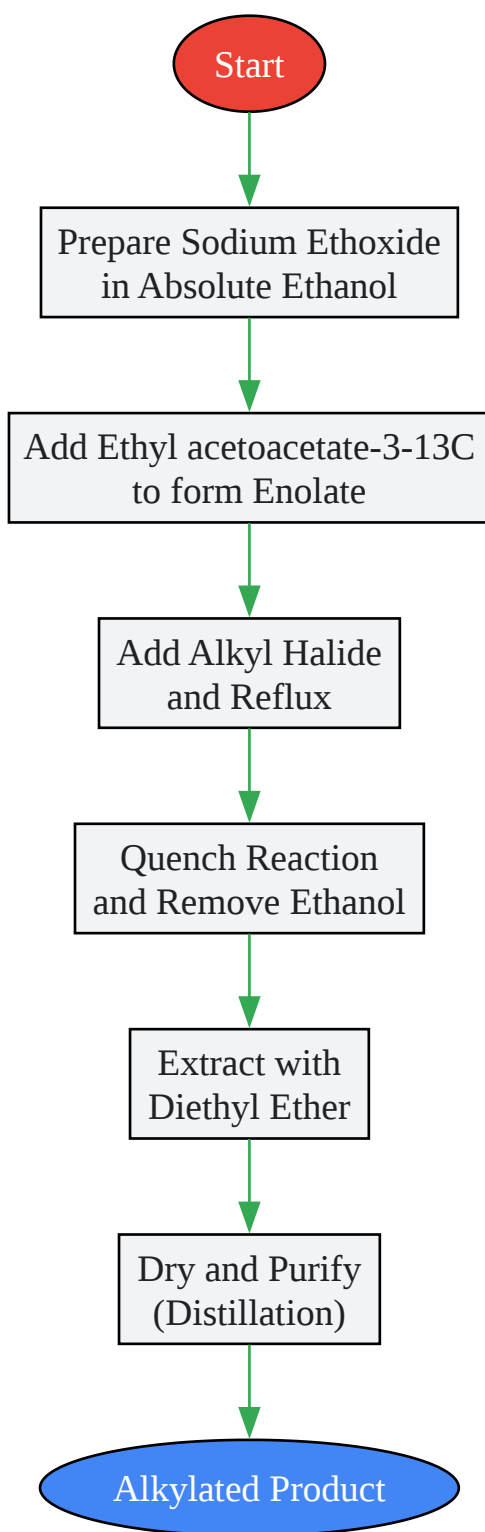 Start
Prepare Sodium Ethoxide
in Absolute Ethanol
Add Ethyl acetoacetate-3-13C
to form Enolate
Add Alkyl Halide
and Reflux
Quench Reaction
and Remove Ethanol
Extract with
Diethyl Ether
Dry and Purify
(Distillation)
Alkylated Product